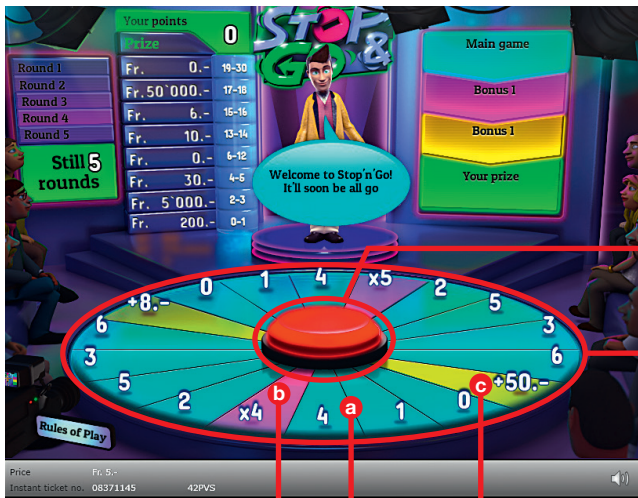 Your points
0
Prize
Fr. 0.- 19-30
Fr. 50`000.- 17-18
Fr. 6.- 15-16
Fr. 10.- 13-14
Fr. 0.- 6-12
Fr. 30.- 4-5
Fr. 5`000.- 2-3
Fr. 200.- 0-1
Round 1
Round 2
Round 3
Round 4
Round 5
Still 5
rounds
STOP
&
GO
Welcome to Stop'n'Go!
It'll soon be all go
Main game
Bonus 1
Bonus 1
Your prize
+8.-
0
1
4
x5
2
5
3
6
+50.-
0
1
4
x4
2
5
3
6
b
a
c
Rules of Play
Price Fr. 5.-
Instant ticket no. 08371145 42PVS